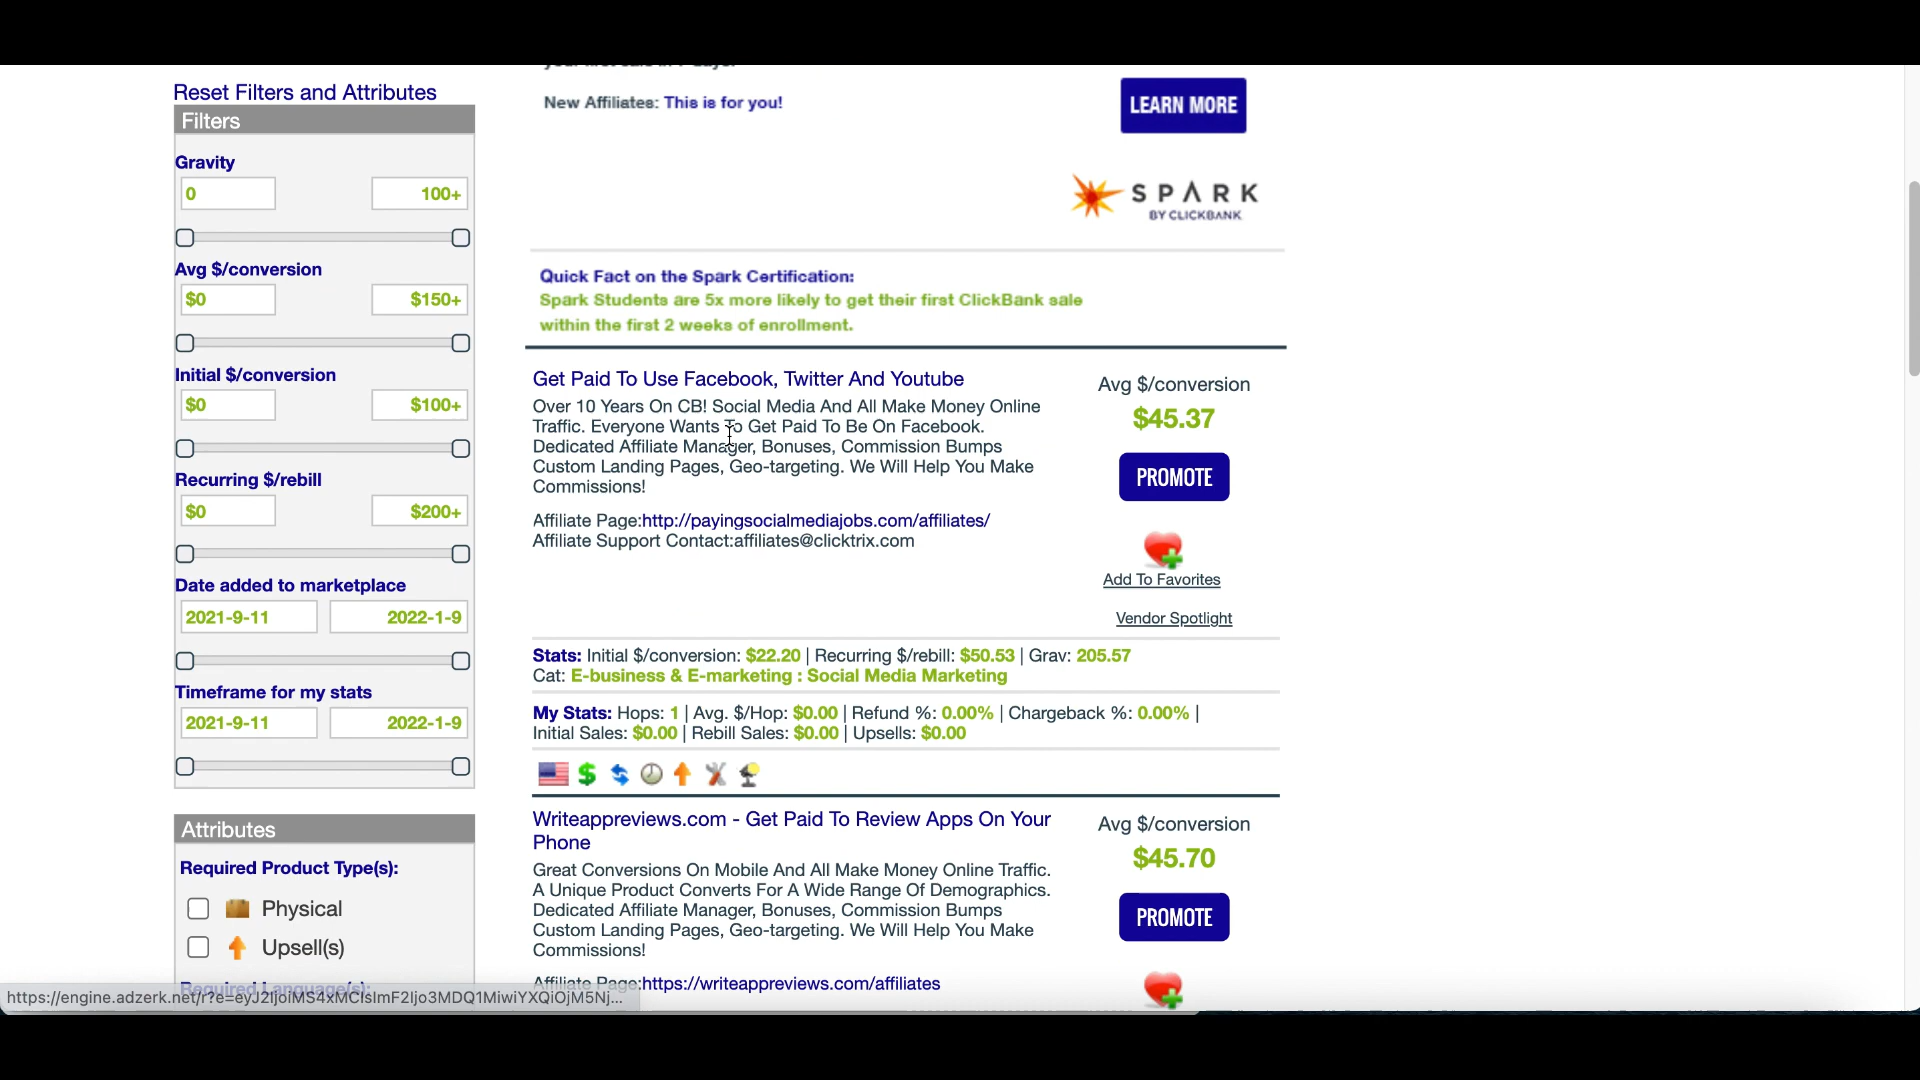 Reset Filters and Attributes
Filters
Gravity
0
100+
Avg $/conversion
$0
$150+
Initial $/conversion
$0
$100+
Recurring $/rebill
$0
$200+
Date added to marketplace
2021-9-11
2022-1-9
Timeframe for my stats
2021-9-11
2022-1-9
Attributes
Required Product Type(s):
Physical
Upsell(s)
Required Language(s):
New Affiliates: This is for you!
LEARN MORE
SPARK
BY CLICKBANK
Quick Fact on the Spark Certification:
Spark Students are 5x more likely to get their first ClickBank sale
within the first 2 weeks of enrollment.
Get Paid To Use Facebook, Twitter And Youtube
Over 10 Years On CB! Social Media And All Make Money Online
Traffic. Everyone Wants To Get Paid To Be On Facebook.
Dedicated Affiliate Manager, Bonuses, Commission Bumps
Custom Landing Pages, Geo-targeting. We Will Help You Make
Commissions!
Affiliate Page:http://payingsocialmediajobs.com/affiliates/
Affiliate Support Contact:affiliates@clicktrix.com
Avg $/conversion
$45.37
PROMOTE
Add To Favorites
Vendor Spotlight
Stats: Initial $/conversion: $22.20 | Recurring $/rebill: $50.53 | Grav: 205.57
Cat: E-business & E-marketing : Social Media Marketing
My Stats: Hops: 1 | Avg. $/Hop: $0.00 | Refund %: 0.00% | Chargeback %: 0.00% |
Initial Sales: $0.00 | Rebill Sales: $0.00 | Upsells: $0.00
Writeappreviews.com - Get Paid To Review Apps On Your
Phone
Great Conversions On Mobile And All Make Money Online Traffic.
A Unique Product Converts For A Wide Range Of Demographics.
Dedicated Affiliate Manager, Bonuses, Commission Bumps
Custom Landing Pages, Geo-targeting. We Will Help You Make
Commissions!
Affiliate Page:https://writeappreviews.com/affiliates
Avg $/conversion
$45.70
PROMOTE